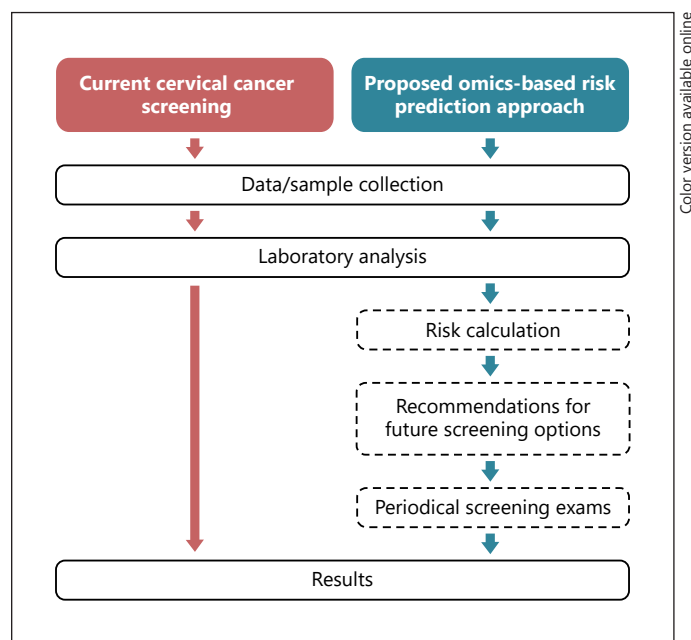 Current cervical cancer
screening
Proposed omics-based risk
prediction approach
Data/sample collection
Laboratory analysis
Risk calculation
Recommendations for
future screening options
Periodical screening exams
Results
Color version available online